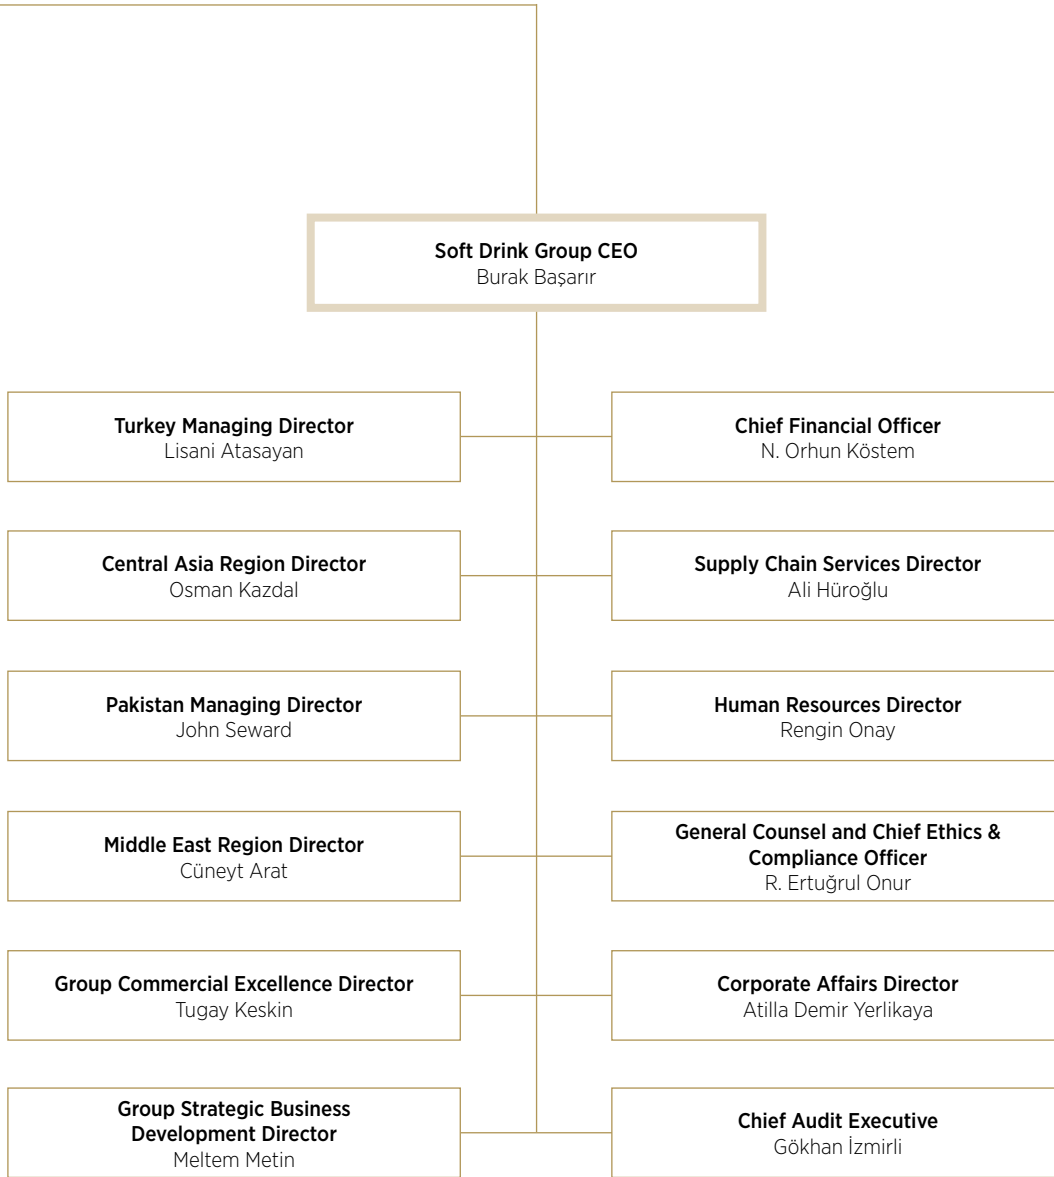 Soft Drink Group CEO
Burak Başarır
Turkey Managing Director
Lisani Atasayan
Chief Financial Officer
N. Orhun Köstem
Central Asia Region Director
Osman Kazdal
Supply Chain Services Director
Ali Hüroğlu
Pakistan Managing Director
John Seward
Human Resources Director
Rengin Onay
Middle East Region Director
Cüneyt Arat
General Counsel and Chief Ethics &
Compliance Officer
R. Ertuğrul Onur
Group Commercial Excellence Director
Tugay Keskin
Corporate Affairs Director
Atilla Demir Yerlikaya
Group Strategic Business
Development Director
Meltem Metin
Chief Audit Executive
Gökhan İzmirli